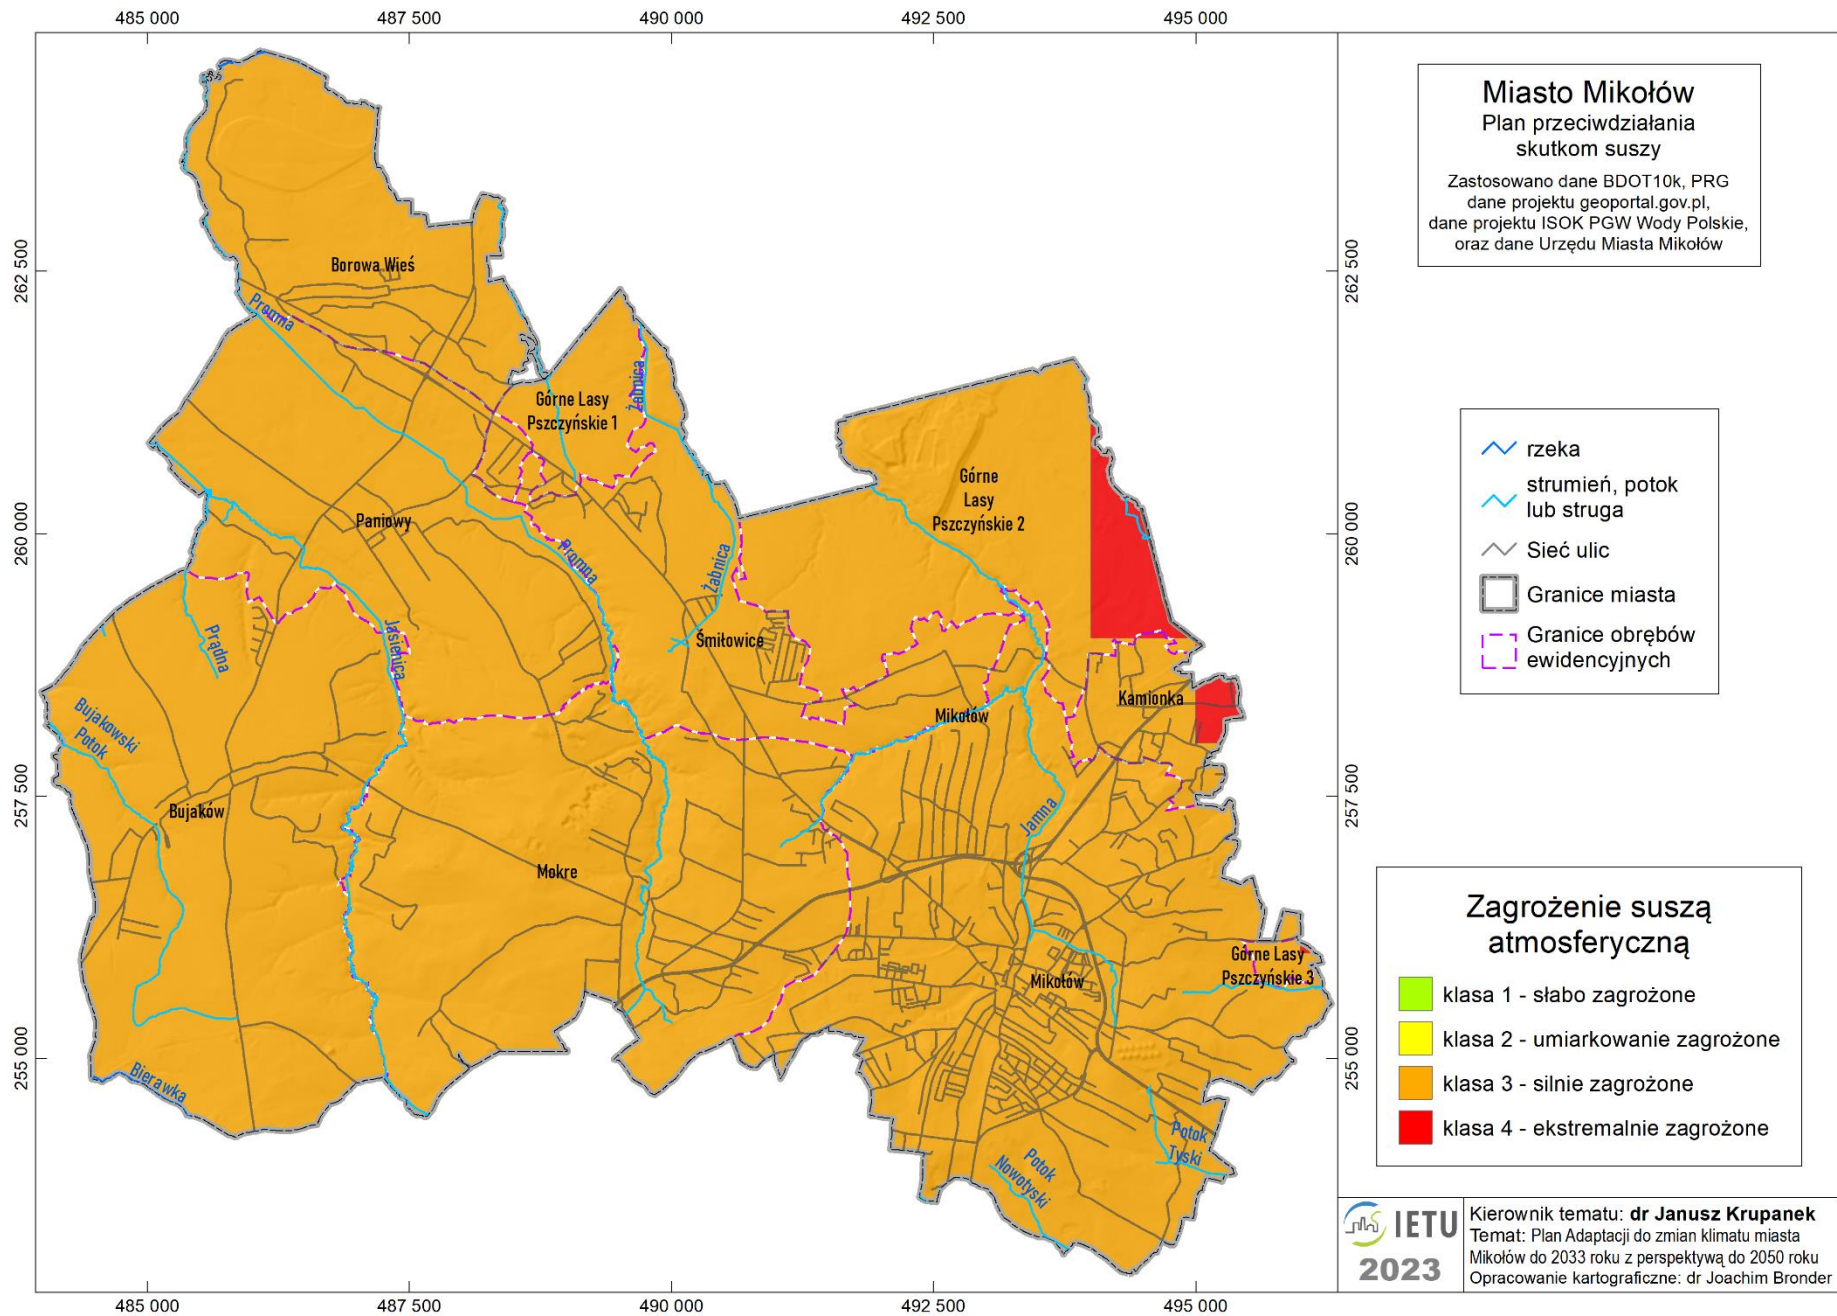 485 000
487 500
490 000
492 500
495 000
Miasto Mikołów
Plan przeciwdziałania
skutkom suszy
Zastosowano dane BDOT10k, PRG
dane projektu geoportal.gov.pl,
dane projektu ISOK PGW Wody Polskie,
oraz dane Urzędu Miasta Mikołów
262 500
262 500
Borowa Wieś
Promna
Żabnica
Górne Lasy
Pszczyńskie 1
rzeka
strumień, potok
lub struga
Sieć ulic
Granice miasta
Granice obrębów
ewidencyjnych
Górne
Lasy
Pszczyńskie 2
260 000
260 000
Paniowy
Promna
Żabnica
Śmiłowice
Prądna
Jasienica
Kamionka
Mikołów
Bujakowski
Potok
257 500
257 500
Bujaków
Jamna
Mokre
Zagrożenie suszą
atmosferyczną
klasa 1 - słabo zagrożone
klasa 2 - umiarkowanie zagrożone
klasa 3 - silnie zagrożone
klasa 4 - ekstremalnie zagrożone
Górne Lasy
Pszczyńskie 3
Mikołów
255 000
255 000
Bierawka
Potok
Tyski
Potok
Nowotyski
IETU
2023
Kierownik tematu: dr Janusz Krupanek
Temat: Plan Adaptacji do zmian klimatu miasta
Mikołów do 2033 roku z perspektywą do 2050 roku
Opracowanie kartograficzne: dr Joachim Bronder
485 000
487 500
490 000
492 500
495 000